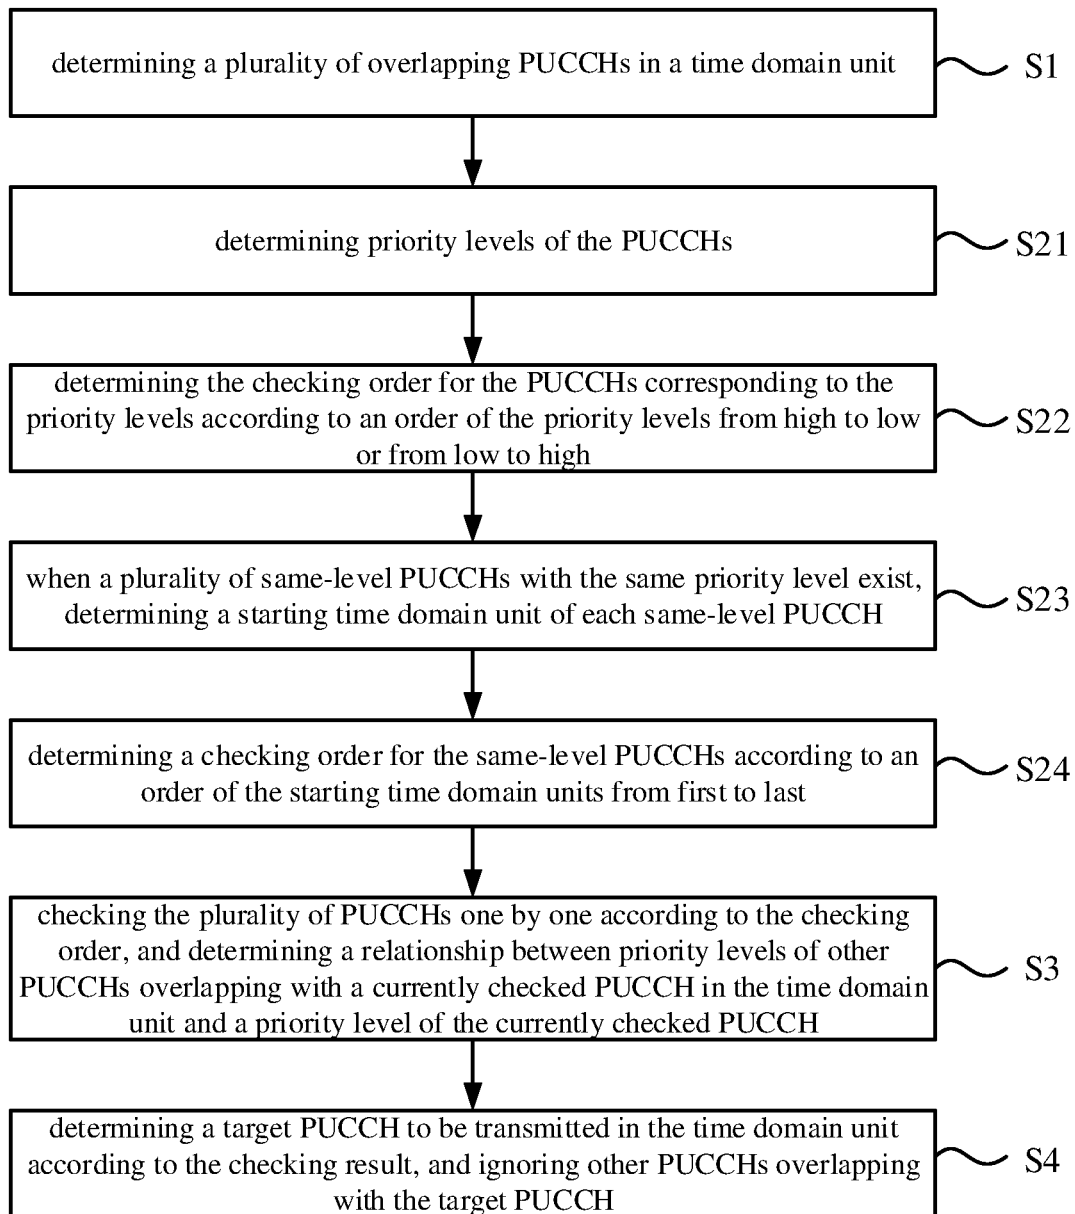 determining a plurality of overlapping PUCCHs in a time domain unit
S1
determining priority levels of the PUCCHs
S21
determining the checking order for the PUCCHs corresponding to the
priority levels according to an order of the priority levels from high to low
or from low to high
S22
when a plurality of same-level PUCCHs with the same priority level exist,
determining a starting time domain unit of each same-level PUCCH
S23
determining a checking order for the same-level PUCCHs according to an
order of the starting time domain units from first to last
S24
checking the plurality of PUCCHs one by one according to the checking
order, and determining a relationship between priority levels of other
PUCCHs overlapping with a currently checked PUCCH in the time domain
unit and a priority level of the currently checked PUCCH
S3
determining a target PUCCH to be transmitted in the time domain unit
according to the checking result, and ignoring other PUCCHs overlapping
with the target PUCCH
S4